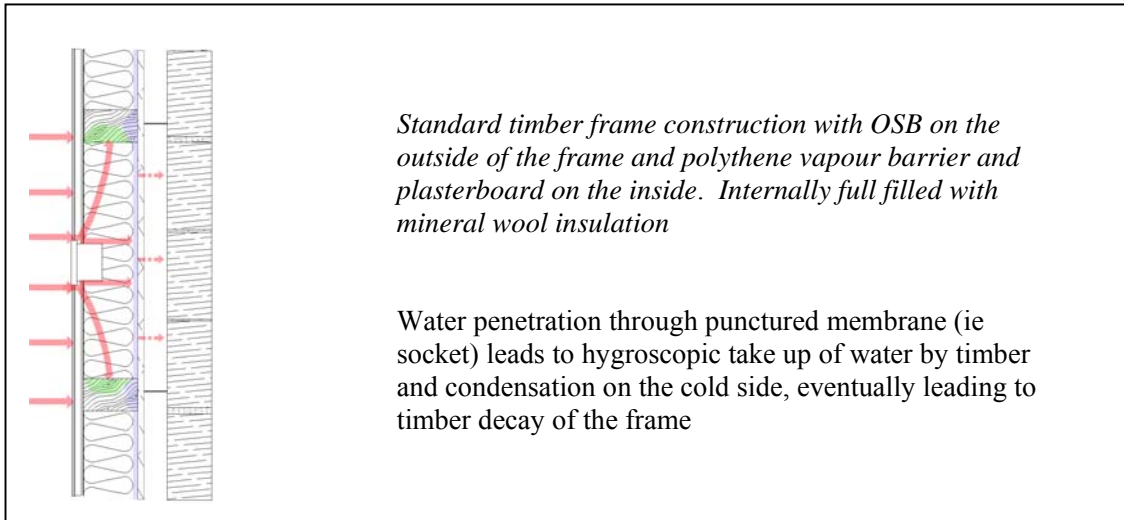 Standard timber frame construction with OSB on the
outside of the frame and polythene vapour barrier and
plasterboard on the inside.  Internally full filled with
mineral wool insulation
Water penetration through punctured membrane (ie
socket) leads to hygroscopic take up of water by timber
and condensation on the cold side, eventually leading to
timber decay of the frame